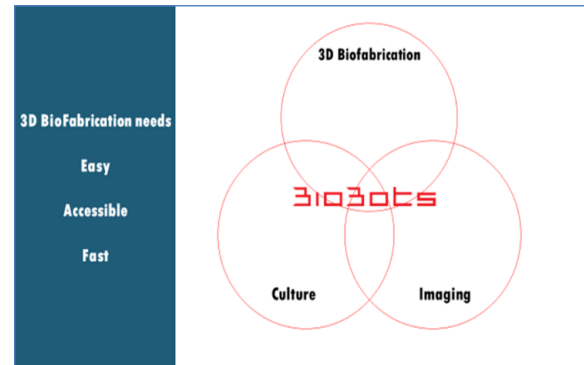 3D BioFabrication needs
Easy
Accessible
Fast
3D Biofabrication
BioBots
Culture
Imaging